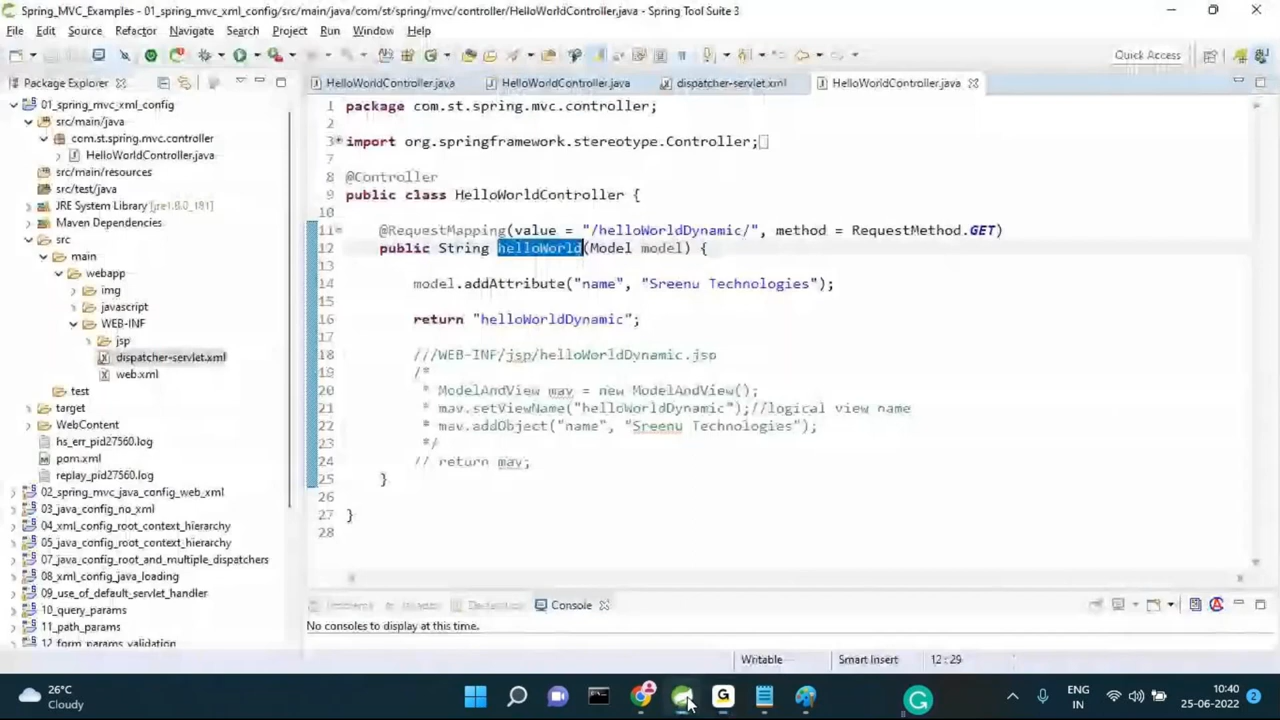 Spring_MVC_Examples - 01_spring_mvc_xml_config/src/main/java/com/st/spring/mvc/controller/HelloWorldController.java - Spring Tool Suite 3
File Edit Source Refactor Navigate Search Project Run Window Help
Quick Access
Package Explorer
HelloWorldController.java
HelloWorldController.java
dispatcher-servlet.xml
HelloWorldController.java
01_spring_mvc_xml_config
src/main/java
com.st.spring.mvc.controller
HelloWorldController.java
src/main/resources
src/test/java
JRE System Library [jre1.8.0_181]
Maven Dependencies
src
main
webapp
img
javascript
WEB-INF
jsp
dispatcher-servlet.xml
web.xml
test
target
WebContent
hs_err_pid27560.log
pom.xml
replay_pid27560.log
02_spring_mvc_java_config_web_xml
03_java_config_no_xml
04_xml_config_root_context_hierarchy
05_java_config_root_context_hierarchy
07_java_config_root_and_multiple_dispatchers
08_xml_config_java_loading
09_use_of_default_servlet_handler
10_query_params
11_path_params
12_form_params_validation
1 package com.st.spring.mvc.controller;
2
3 import org.springframework.stereotype.Controller;
7
8 @Controller
9 public class HelloWorldController {
10
11 @RequestMapping(value = "/helloWorldDynamic/", method = RequestMethod.GET)
12 public String helloWorld(Model model) {
13
14 model.addAttribute("name", "Sreenu Technologies");
15
16 return "helloWorldDynamic";
17
18 ///WEB-INF/jsp/helloWorldDynamic.jsp
19 /*
20 * ModelAndView mav = new ModelAndView();
21 * mav.setViewName("helloWorldDynamic");//logical view name
22 * mav.addObject("name", "Sreenu Technologies");
23 */
24 // return mav;
25 }
26
27 }
28
Console
No consoles to display at this time.
Writable
Smart Insert
12 : 29
26°C
Cloudy
ENG
IN
10:40
25-06-2022
2